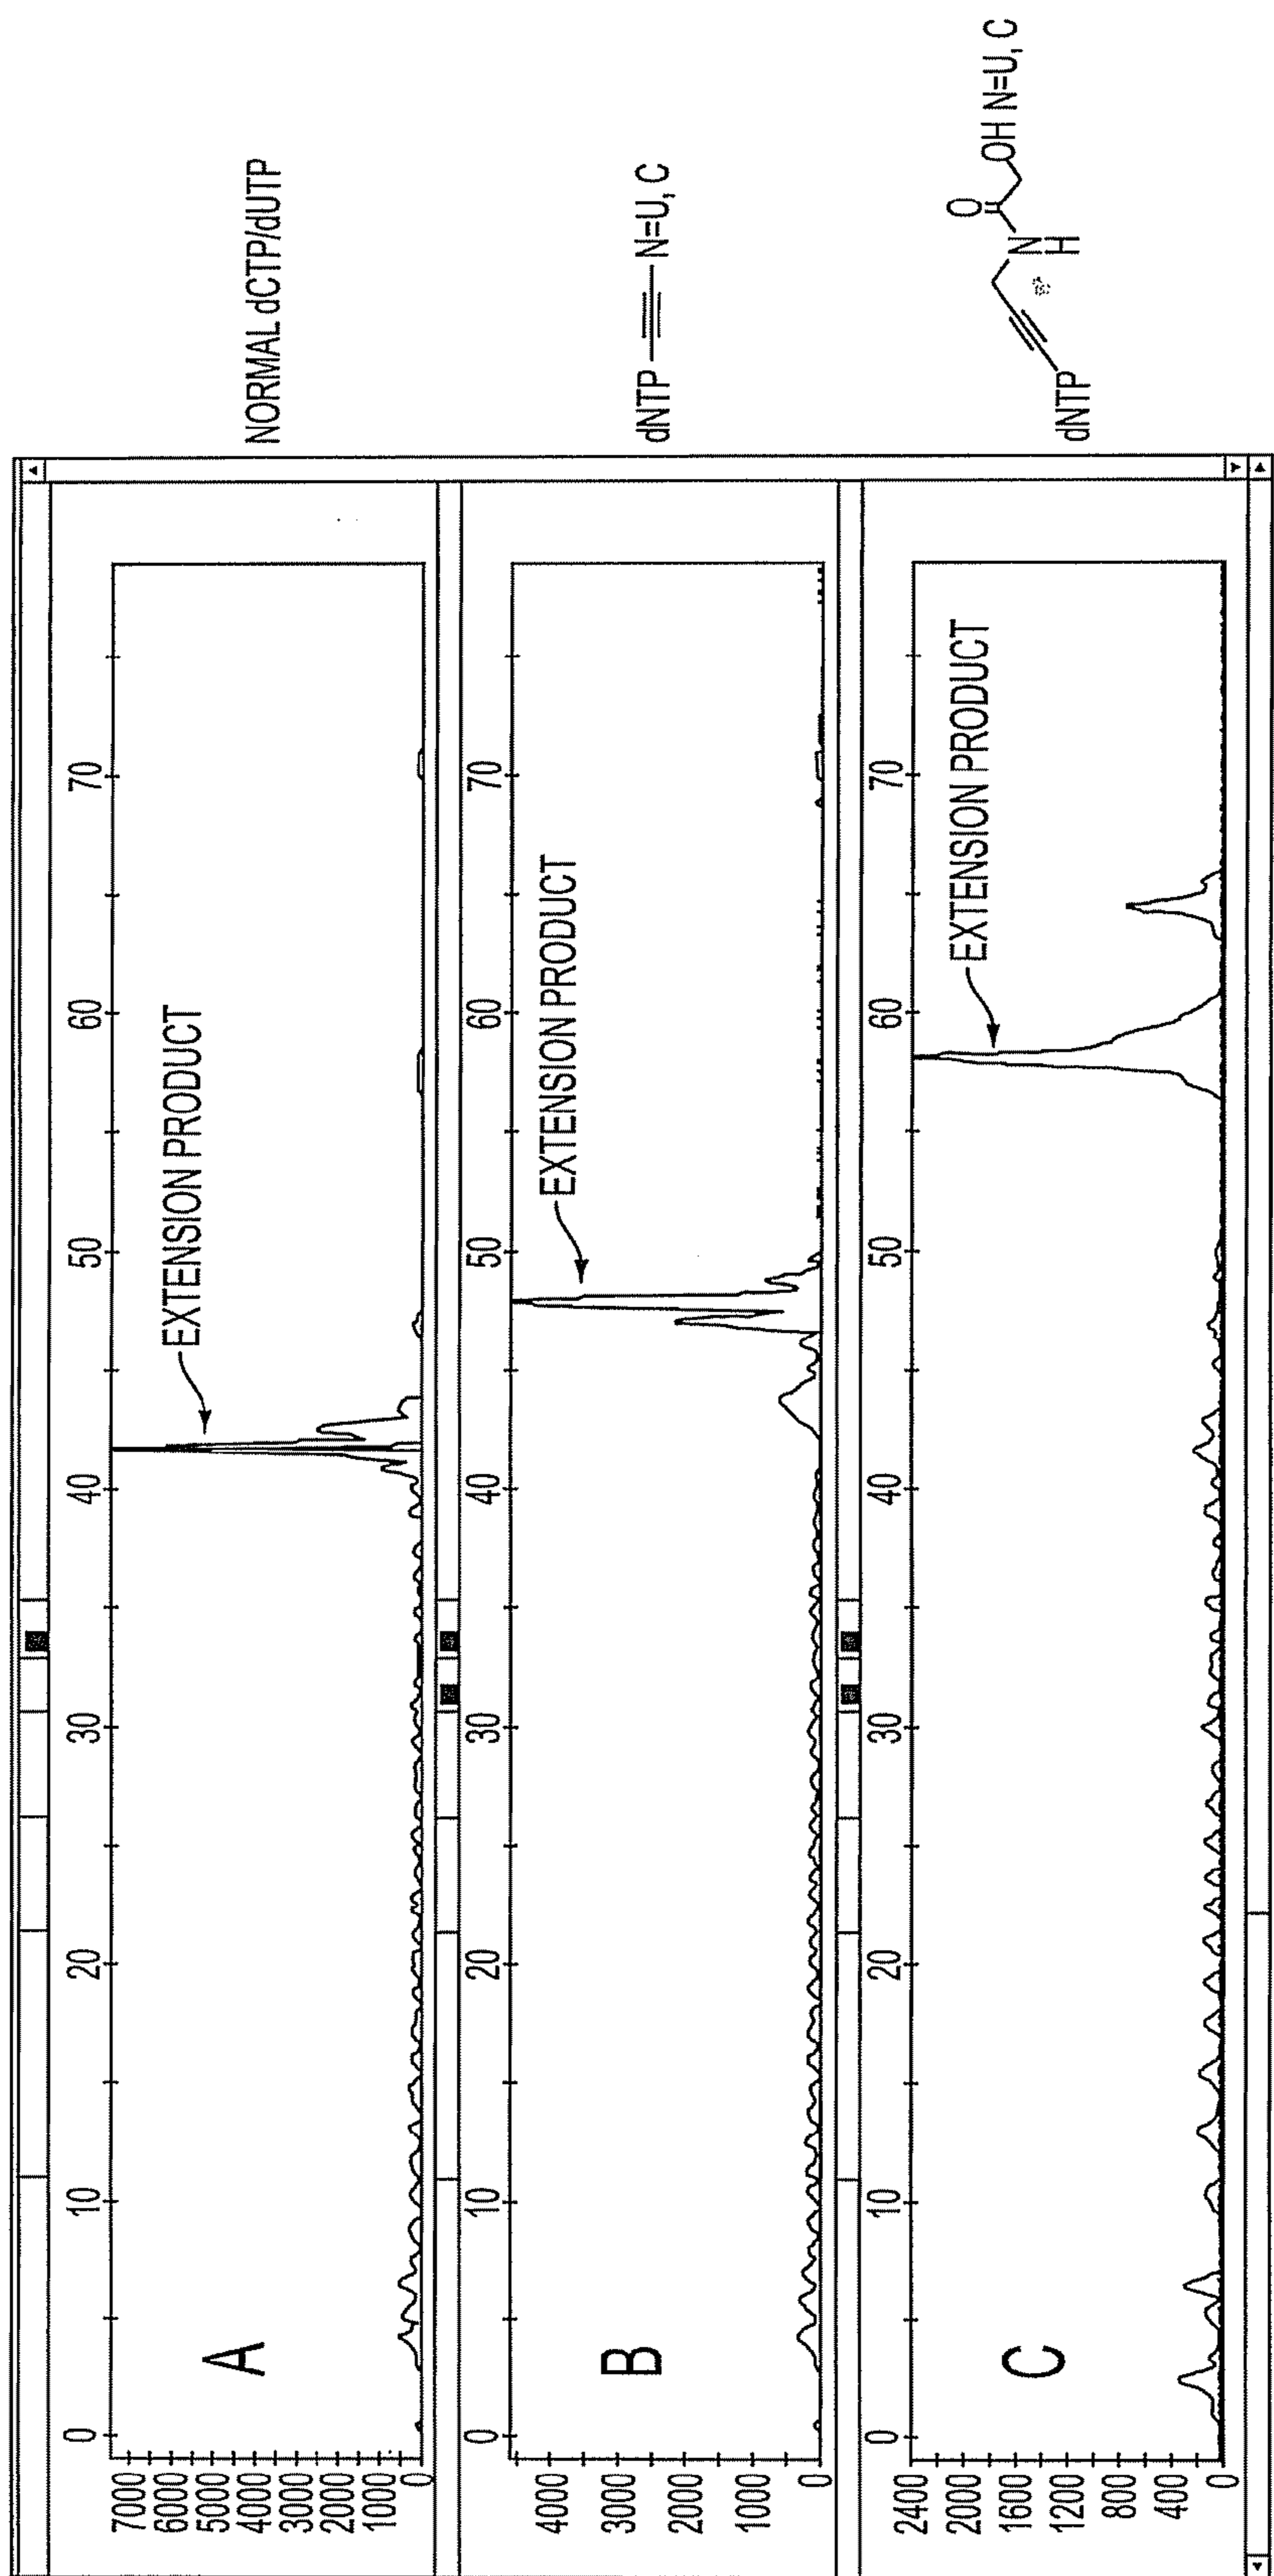 NORMAL dCTP/dUTP
A
0 10 20 30 40 50 60 70
7000
6000
5000
4000
3000
2000
1000
0
EXTENSION PRODUCT
dNTP N=U, C
B
0 10 20 30 40 50 60 70
4000
3000
2000
1000
0
EXTENSION PRODUCT
dNTP N H O OH N=U, C
C
0 10 20 30 40 50 60 70
2400
2000
1600
1200
800
400
0
EXTENSION PRODUCT